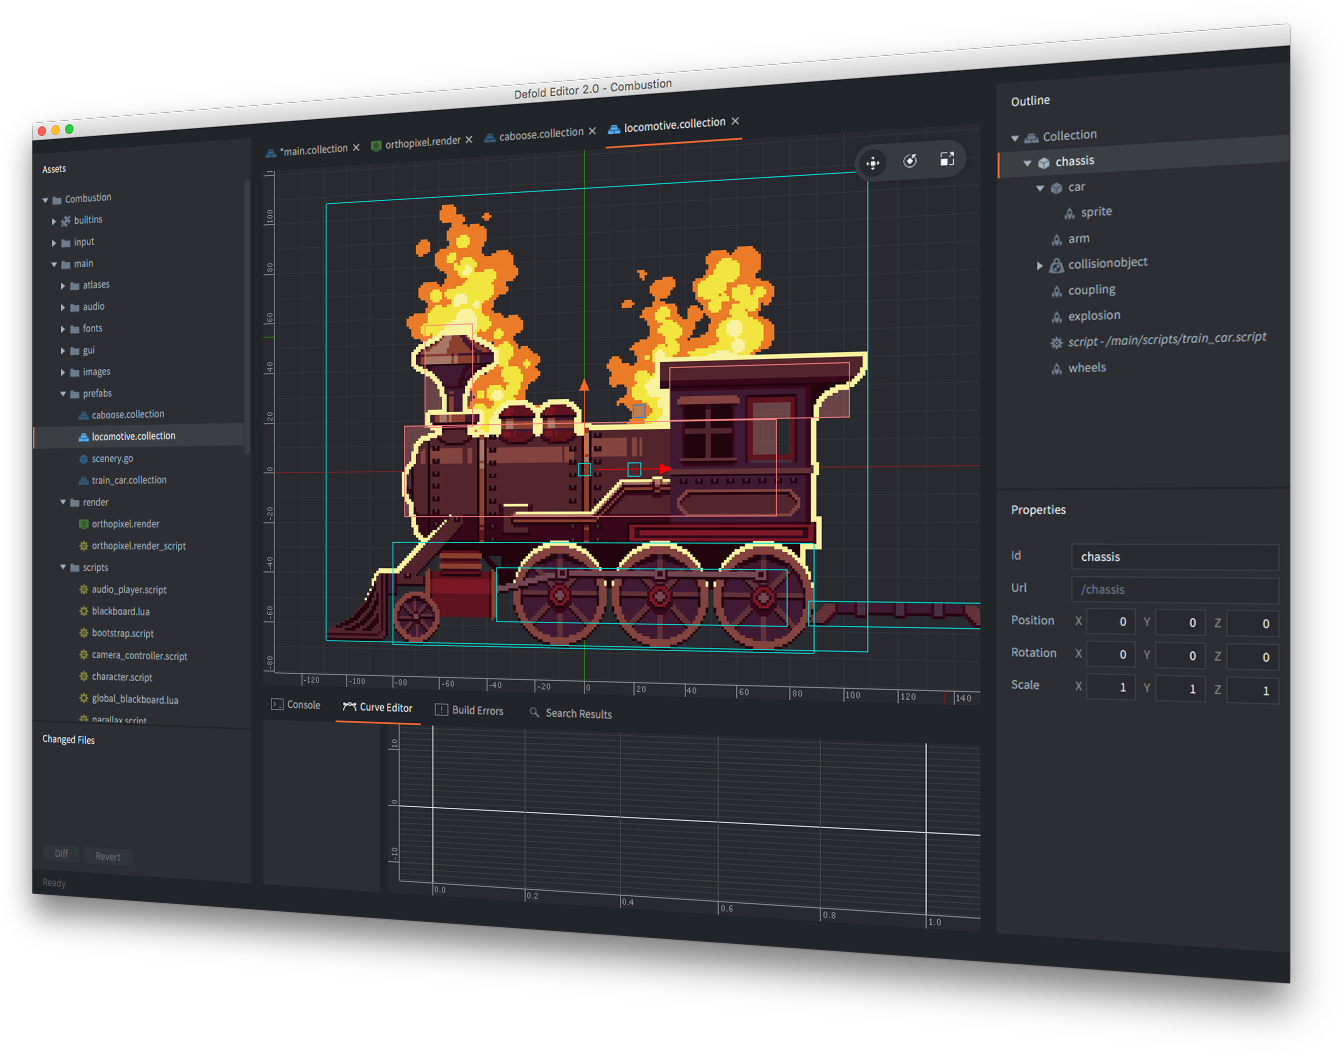 Defold Editor 2.0 - Combustion
Assets
Combustion
builtins
input
main
atlases
audio
fonts
gui
images
prefabs
caboose.collection
locomotive.collection
scenery.go
train_car.collection
render
orthopixel.render
orthopixel.render_script
scripts
audio_player.script
blackboard.lua
bootstrap.script
camera_controller.script
character.script
global_blackboard.lua
parallax.script
Changed Files
Diff Revert
Ready
*main.collection orthopixel.render caboose.collection locomotive.collection
100
80
60
40
20
0
-20
-40
-60
-80
-120 -100 -80 -60 -40 -20 0 20 40 60 80 100 120 140
Console Curve Editor Build Errors Search Results
10
0
-10
0.0 0.2 0.4 0.6 0.8 1.0
Outline
Collection
chassis
car
sprite
arm
collisionobject
coupling
explosion
script - /main/scripts/train_car.script
wheels
Properties
Id chassis
Url /chassis
Position X 0 Y 0 Z 0
Rotation X 0 Y 0 Z 0
Scale X 1 Y 1 Z 1